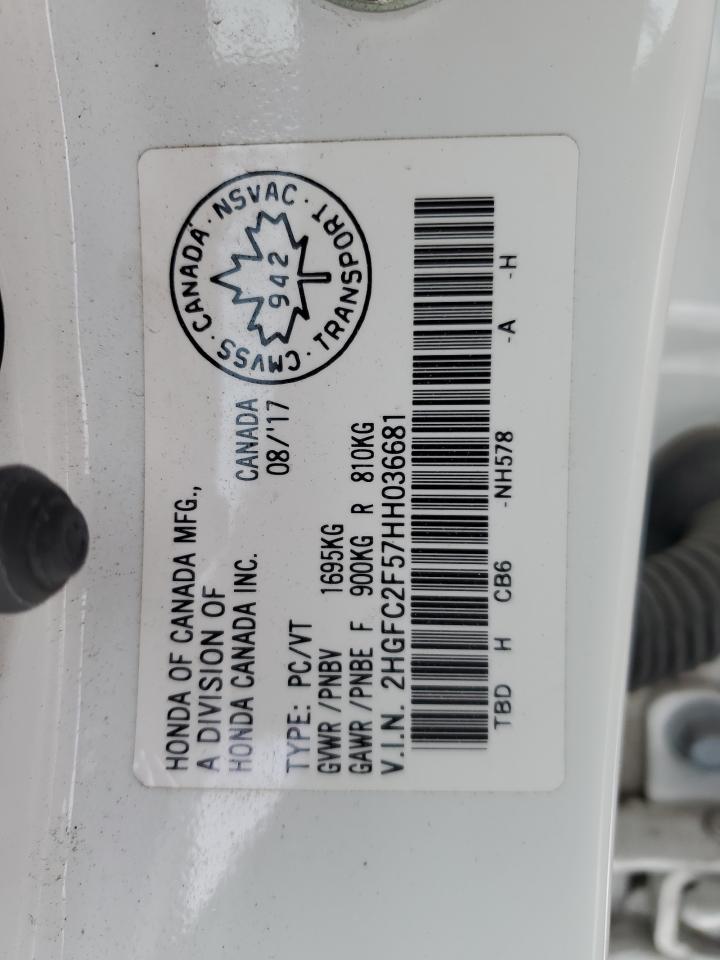 HONDA OF CANADA MFG.,
A DIVISION OF
HONDA CANADA INC.
CANADA
08/'17
TYPE: PC/VT
GVWR /PNBV 1695KG
GAWR /PNBE F 900KG R 810KG
V.I.N. 2HGFC2F57HH036681
TBD H CB6 -NH578 -A -H
CMVSS · CANADA · NSVAC · TRANSPORT ·
942